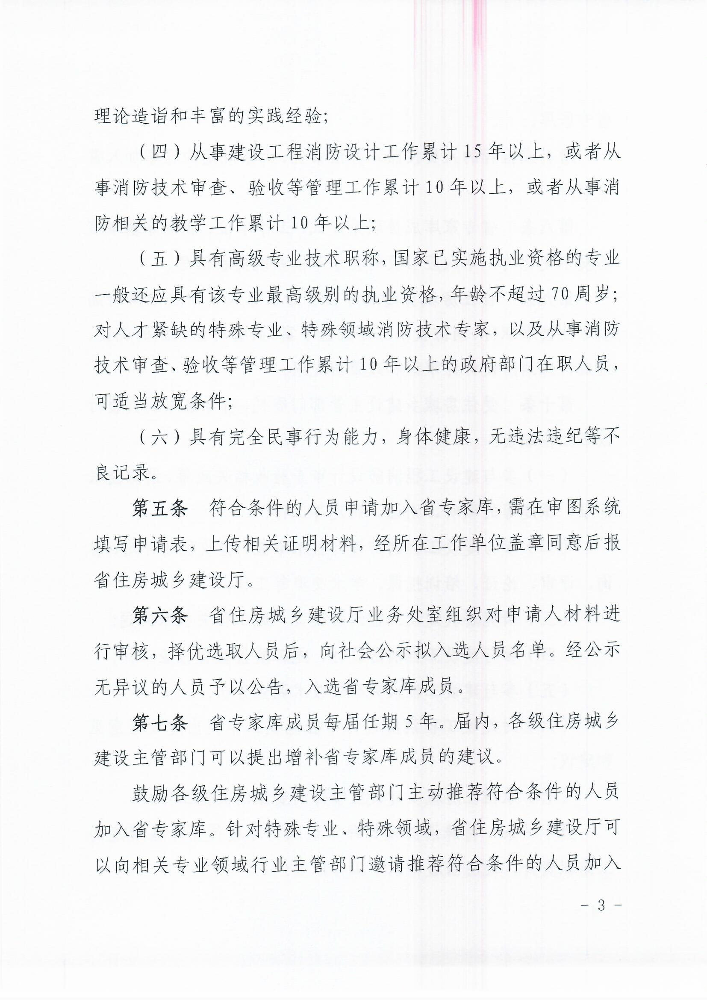 理论造诣和丰富的实践经验；
（四）从事建设工程消防设计工作累计 15 年以上，或者从
事消防技术审查、验收等管理工作累计 10 年以上，或者从事消
防相关的教学工作累计 10 年以上；
（五）具有高级专业技术职称，国家已实施执业资格的专业
一般还应具有该专业最高级别的执业资格，年龄不超过 70 周岁；
对人才紧缺的特殊专业、特殊领域消防技术专家，以及从事消防
技术审查、验收等管理工作累计 10 年以上的政府部门在职人员，
可适当放宽条件；
（六）具有完全民事行为能力，身体健康，无违法违纪等不
良记录。
第五条　符合条件的人员申请加入省专家库，需在审图系统
填写申请表，上传相关证明材料，经所在工作单位盖章同意后报
省住房城乡建设厅。
第六条　省住房城乡建设厅业务处室组织对申请人材料进
行审核，择优选取人员后，向社会公示拟入选人员名单。经公示
无异议的人员予以公告，入选省专家库成员。
第七条　省专家库成员每届任期 5 年。届内，各级住房城乡
建设主管部门可以提出增补省专家库成员的建议。
鼓励各级住房城乡建设主管部门主动推荐符合条件的人员
加入省专家库。针对特殊专业、特殊领域，省住房城乡建设厅可
以向相关专业领域行业主管部门邀请推荐符合条件的人员加入
- 3 -